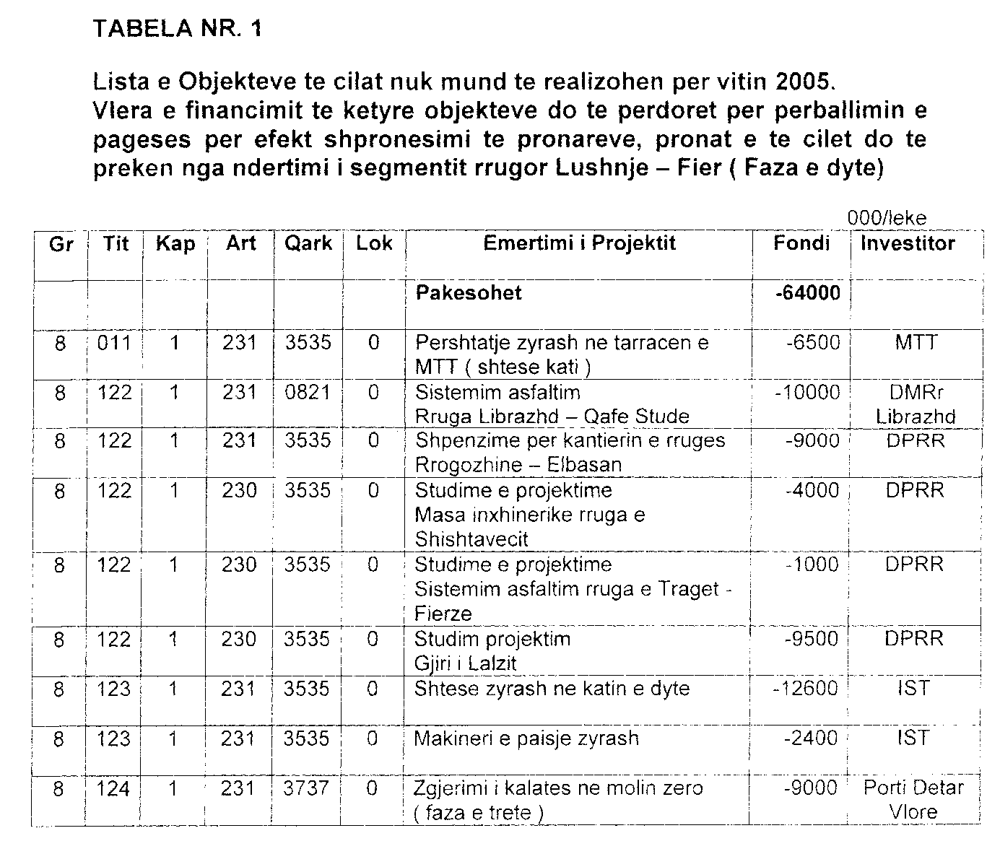 TABELA NR. 1
Lista e Objekteve te cilat nuk mund te realizohen per vitin 2005.
Vlera e financimit te ketyre objekteve do te perdoret per perballimin e
pageses per efekt shpronesimi te pronareve, pronat e te cilet do te
preken nga ndertimi i segmentit rrugor Lushnje – Fier ( Faza e dyte)
000/leke
Gr Tit Kap Art Qark Lok Emertimi i Projektit Fondi Investitor
Pakesohet -64000
8 011 1 231 3535 0 Pershtatje zyrash ne tarracen e -6500 MTT
MTT ( shtese kati )
8 122 1 231 0821 0 Sistemim asfaltim -10000 DMRr
Rruga Librazhd – Qafe Stude Librazhd
8 122 1 231 3535 0 Shpenzime per kantierin e rruges -9000 DPRR
Rrogozhine – Elbasan
8 122 1 230 3535 0 Studime e projektime -4000 DPRR
Masa inxhinerike rruga e
Shishtavecit
8 122 1 230 3535 0 Studime e projektime -1000 DPRR
Sistemim asfaltim rruga e Traget -
Fierze
8 122 1 230 3535 0 Studim projektim -9500 DPRR
Gjiri i Lalzit
8 123 1 231 3535 0 Shtese zyrash ne katin e dyte -12600 IST
8 123 1 231 3535 0 Makineri e paisje zyrash -2400 IST
8 124 1 231 3737 0 Zgjerimi i kalates ne molin zero -9000 Porti Detar
( faza e trete ) Vlore